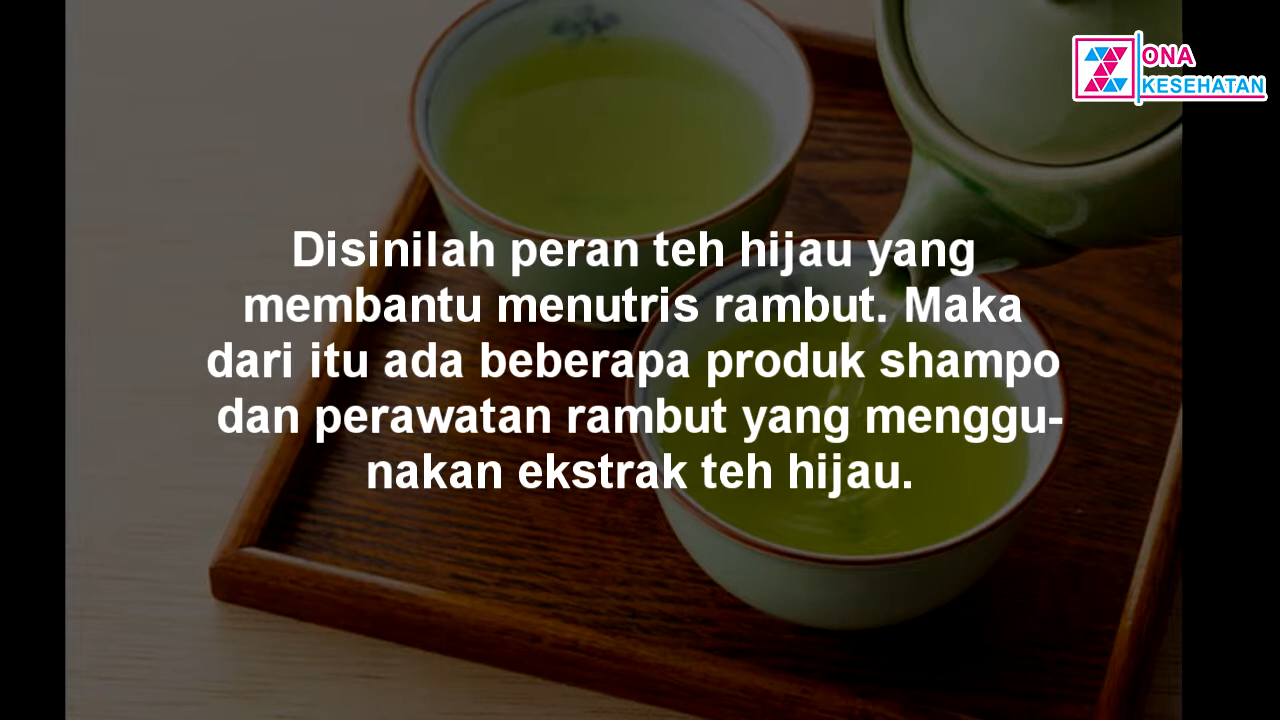 ZONA
KESEHATAN
Disinilah peran teh hijau yang
membantu menutris rambut. Maka
dari itu ada beberapa produk shampo
dan perawatan rambut yang menggu-
nakan ekstrak teh hijau.